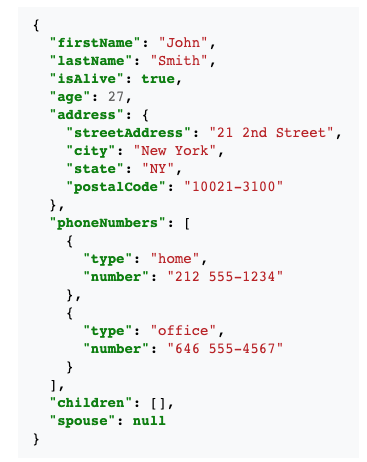 {
  "firstName": "John",
  "lastName": "Smith",
  "isAlive": true,
  "age": 27,
  "address": {
    "streetAddress": "21 2nd Street",
    "city": "New York",
    "state": "NY",
    "postalCode": "10021-3100"
  },
  "phoneNumbers": [
    {
      "type": "home",
      "number": "212 555-1234"
    },
    {
      "type": "office",
      "number": "646 555-4567"
    }
  ],
  "children": [],
  "spouse": null
}